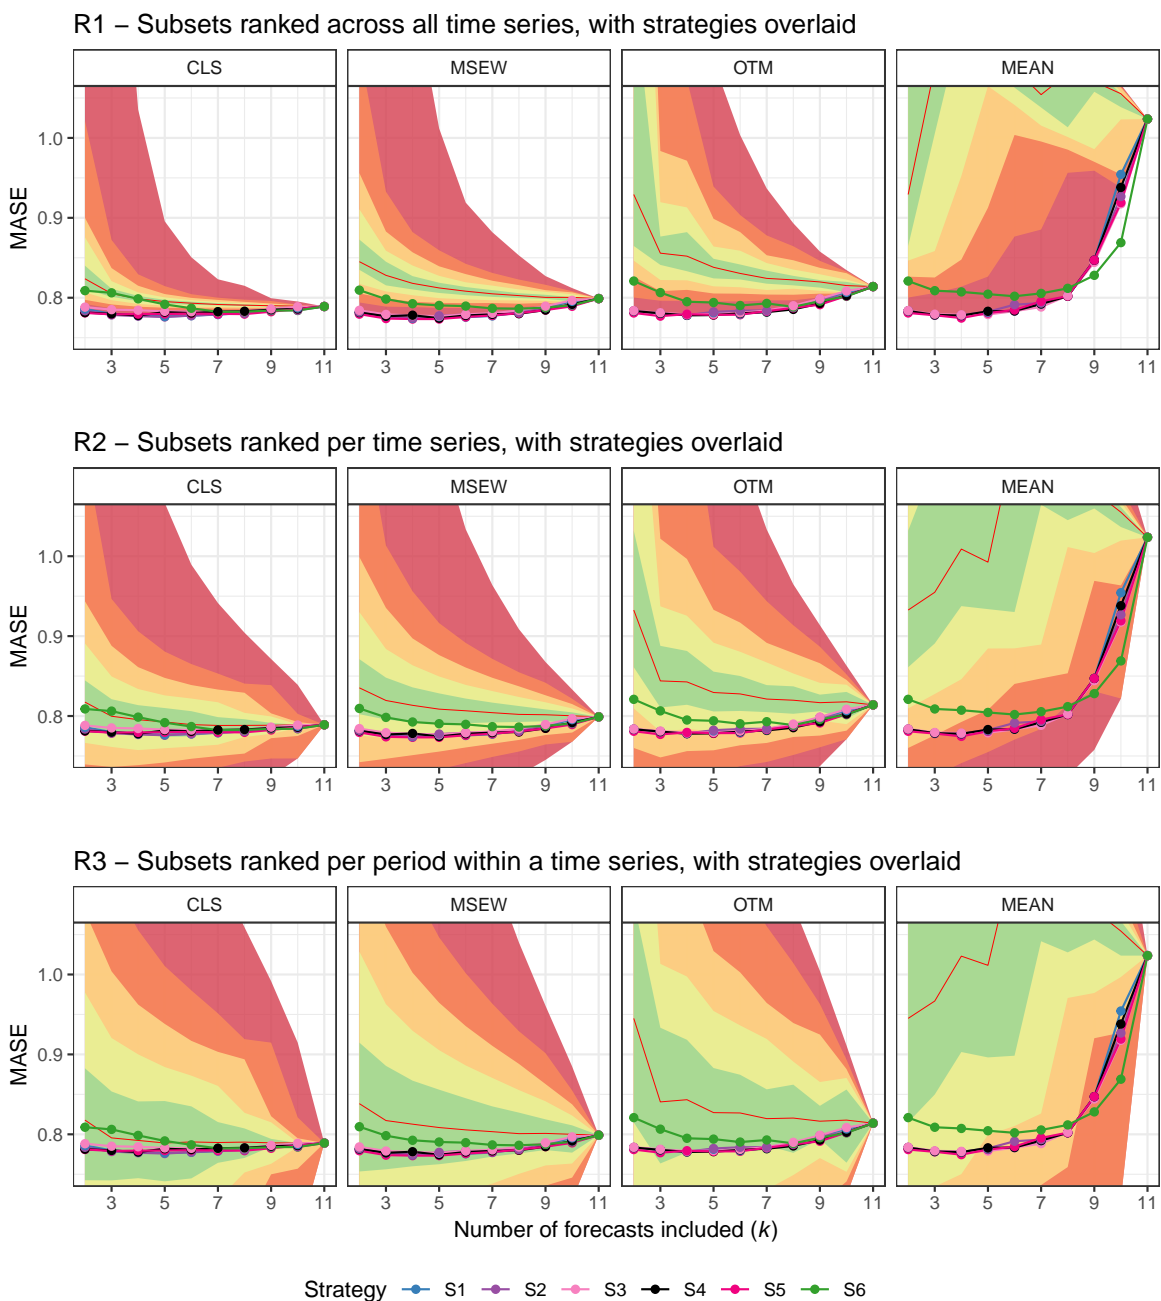 R1 – Subsets ranked across all time series, with strategies overlaid
CLS MSEW OTM MEAN
1.0
0.9
0.8
MASE
3 5 7 9 11 3 5 7 9 11 3 5 7 9 11 3 5 7 9 11
R2 – Subsets ranked per time series, with strategies overlaid
CLS MSEW OTM MEAN
1.0
0.9
0.8
MASE
3 5 7 9 11 3 5 7 9 11 3 5 7 9 11 3 5 7 9 11
R3 – Subsets ranked per period within a time series, with strategies overlaid
CLS MSEW OTM MEAN
1.0
0.9
0.8
MASE
3 5 7 9 11 3 5 7 9 11 3 5 7 9 11 3 5 7 9 11
Number of forecasts included (k)
Strategy S1 S2 S3 S4 S5 S6